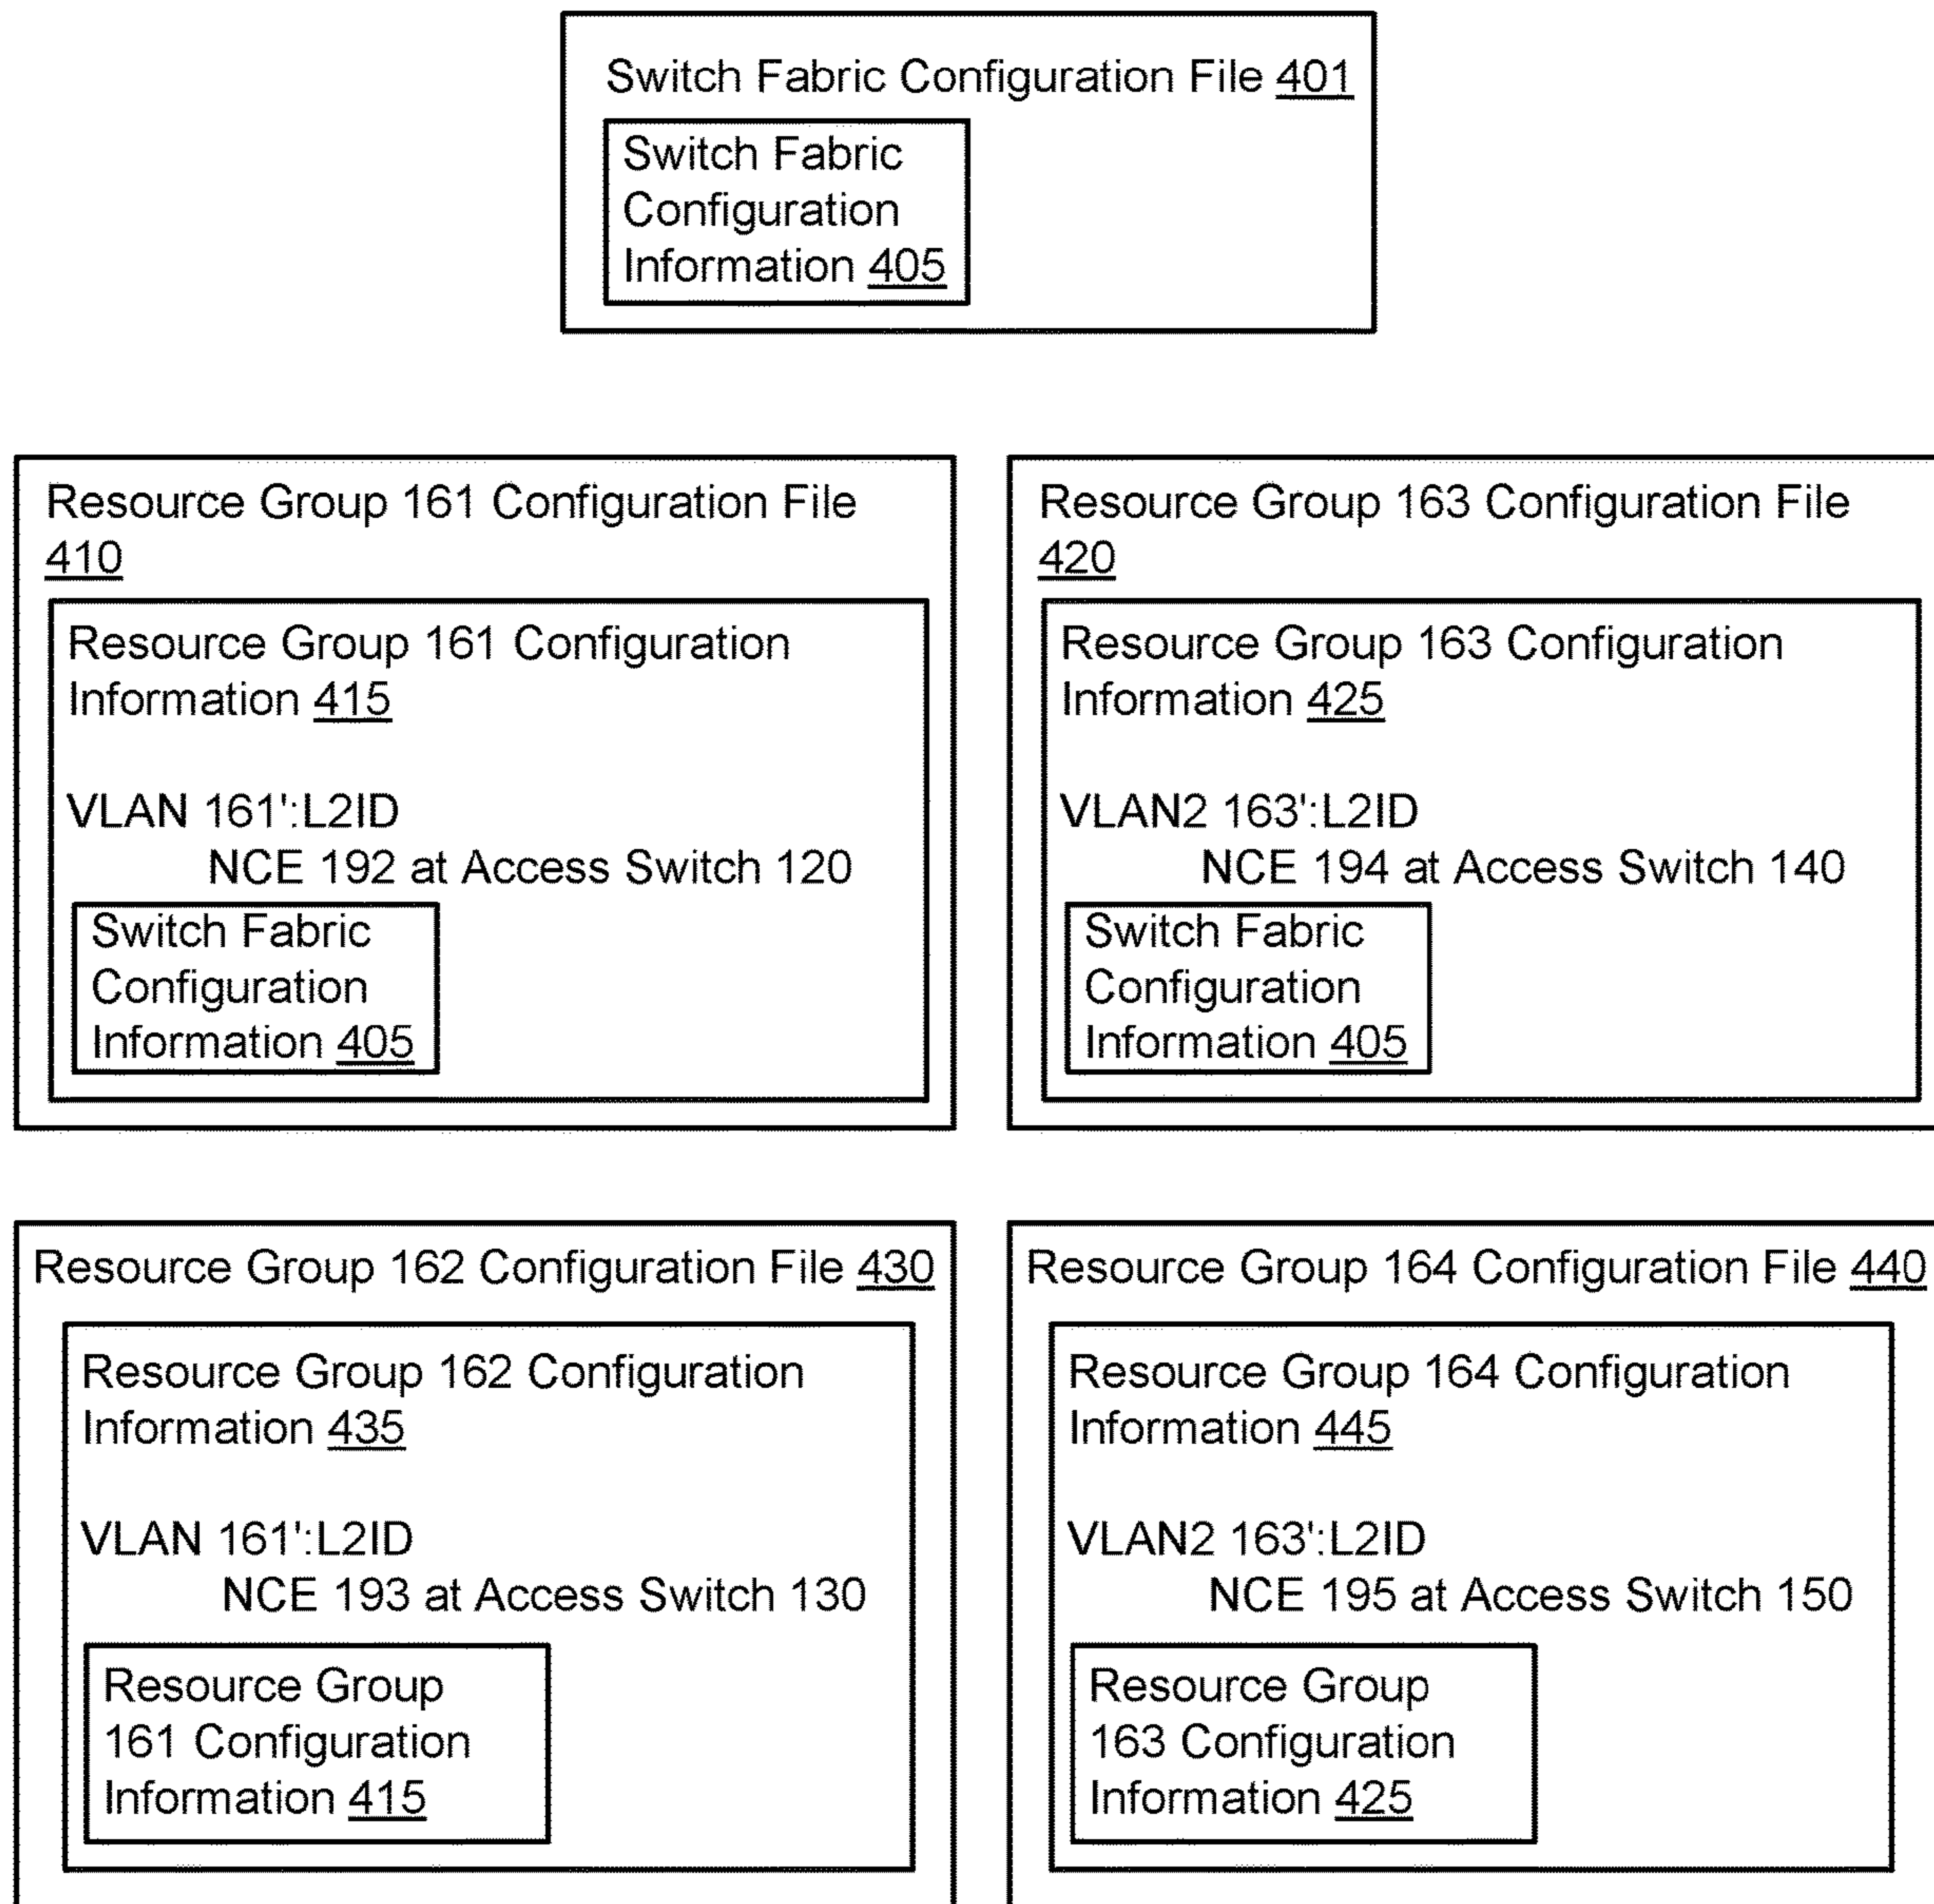 Switch Fabric Configuration File 401
Switch Fabric
Configuration
Information 405
Resource Group 161 Configuration File
410
Resource Group 161 Configuration
Information 415
VLAN 161':L2ID
NCE 192 at Access Switch 120
Switch Fabric
Configuration
Information 405
Resource Group 163 Configuration File
420
Resource Group 163 Configuration
Information 425
VLAN2 163':L2ID
NCE 194 at Access Switch 140
Switch Fabric
Configuration
Information 405
Resource Group 162 Configuration File 430
Resource Group 162 Configuration
Information 435
VLAN 161':L2ID
NCE 193 at Access Switch 130
Resource Group
161 Configuration
Information 415
Resource Group 164 Configuration File 440
Resource Group 164 Configuration
Information 445
VLAN2 163':L2ID
NCE 195 at Access Switch 150
Resource Group
163 Configuration
Information 425